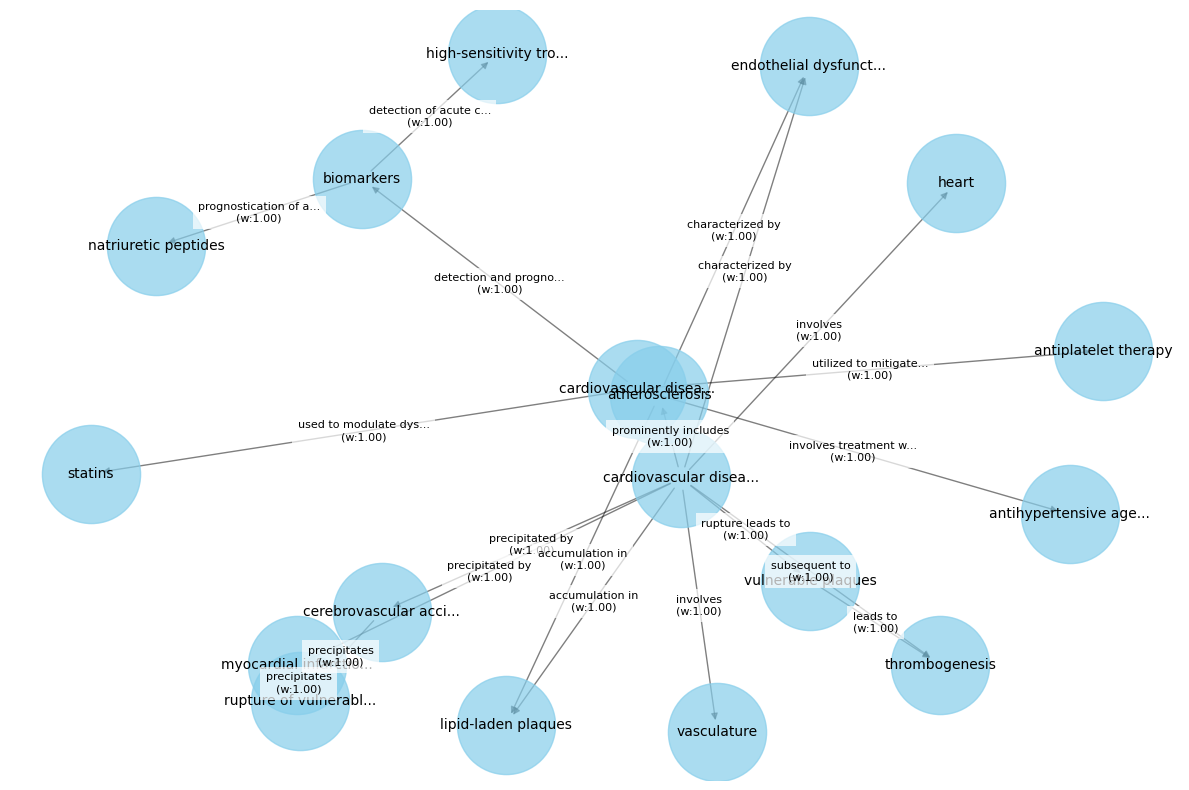 high-sensitivity tro...
endothelial dysfunct...
detection of acute c...
(w:1.00)
biomarkers
heart
prognostication of a...
(w:1.00)
natriuretic peptides
characterized by
(w:1.00)
characterized by
(w:1.00)
detection and progno...
(w:1.00)
involves
(w:1.00)
antiplatelet therapy
utilized to mitigate...
(w:1.00)
cardiovascular disea...
atherosclerosis
used to modulate dys...
(w:1.00)
prominently includes
(w:1.00)
involves treatment w...
(w:1.00)
statins
cardiovascular disea...
antihypertensive age...
rupture leads to
(w:1.00)
precipitated by
(w:1.00)
accumulation in
(w:1.00)
precipitated by
(w:1.00)
subsequent to
(w:1.00)
vulnerable plaques
accumulation in
(w:1.00)
involves
(w:1.00)
cerebrovascular acci...
leads to
(w:1.00)
precipitates
(w:1.00)
myocardial infarctio...
thrombogenesis
precipitates
(w:1.00)
rupture of vulnerabl...
lipid-laden plaques
vasculature